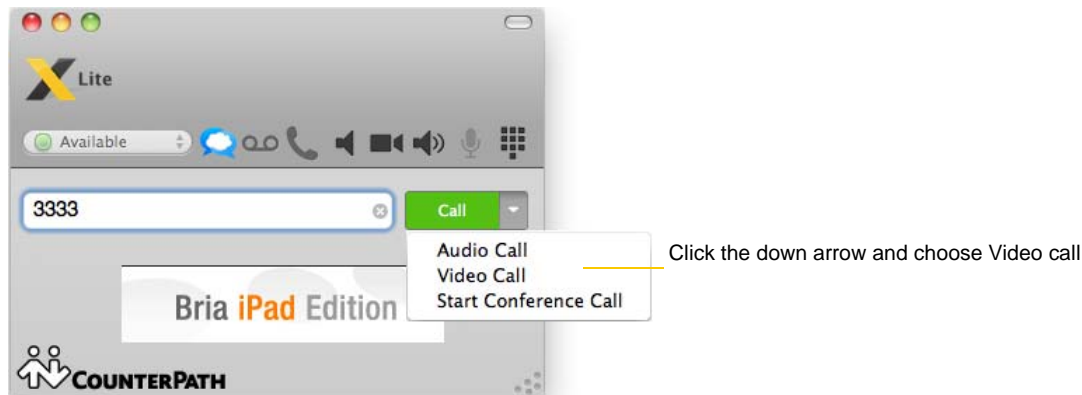 X Lite
Available
3333
Call
Audio Call
Video Call
Start Conference Call
Click the down arrow and choose Video call
Bria iPad Edition
COUNTERPATH